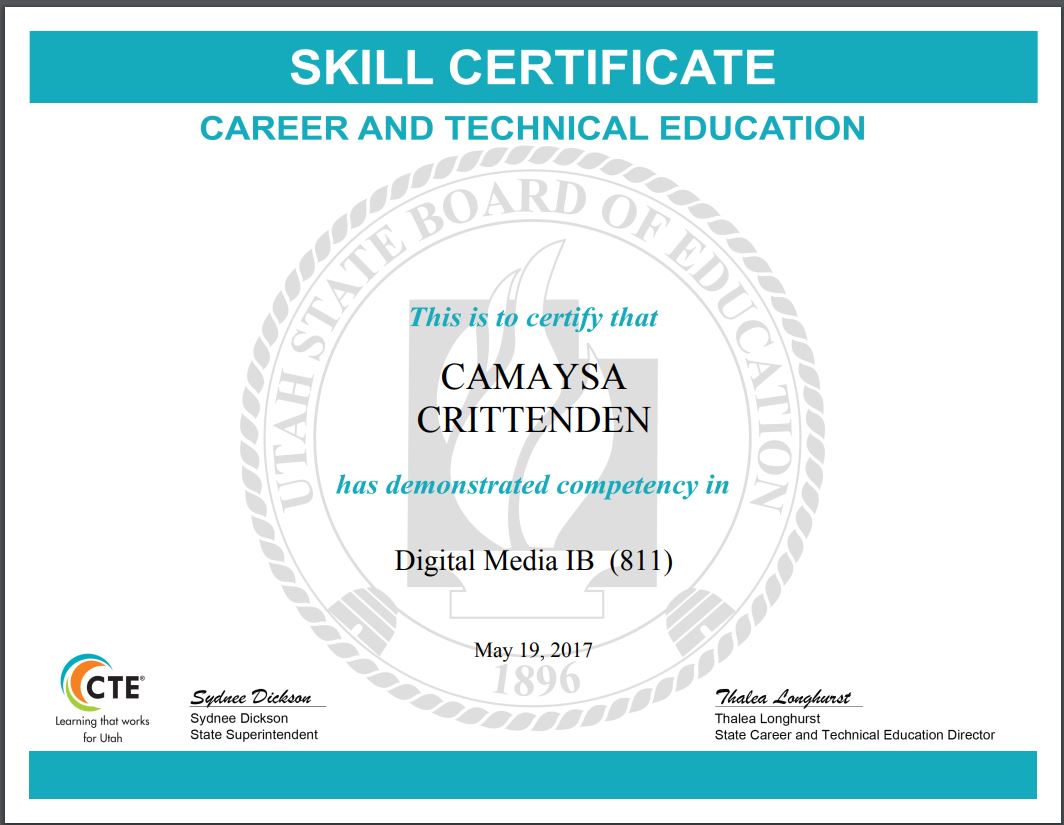 SKILL CERTIFICATE
CAREER AND TECHNICAL EDUCATION
UTAH STATE BOARD OF EDUCATION
This is to certify that
CAMAYSA
CRITTENDEN
has demonstrated competency in
Digital Media IB (811)
May 19, 2017
1896
CTE®
Learning that works
for Utah
Sydnee Dickson
Sydnee Dickson
State Superintendent
Thalea Longhurst
Thalea Longhurst
State Career and Technical Education Director